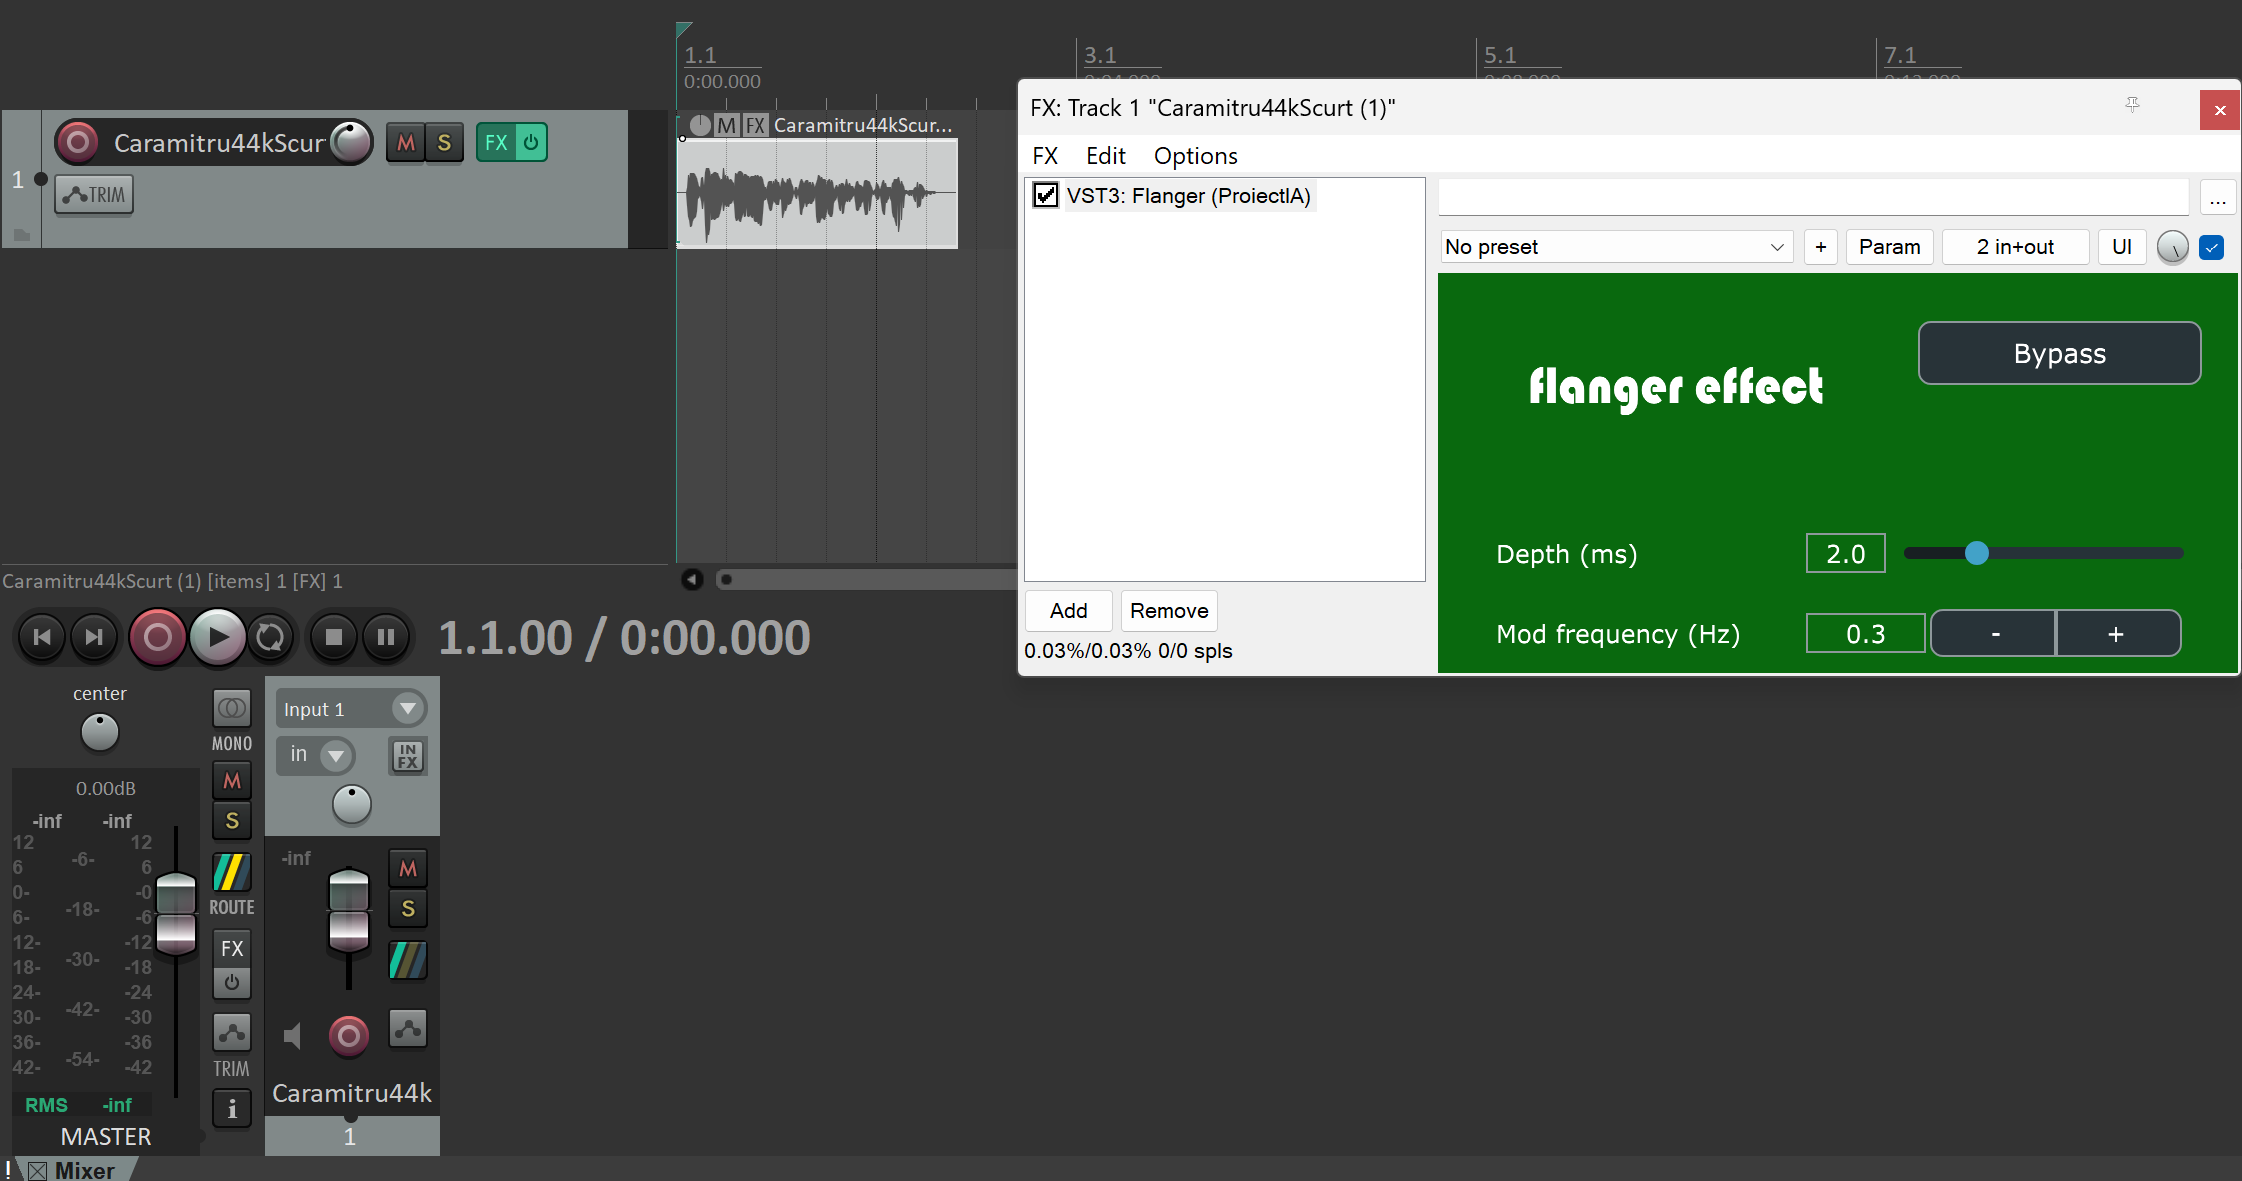 1.1
0:00.000
3.1
5.1
7.1
1
Caramitru44kScur
M
S
FX
TRIM
M
FX
Caramitru44kScur...
FX: Track 1 "Caramitru44kScurt (1)"
x
FX Edit Options
VST3: Flanger (ProiectIA)
...
No preset
+
Param
2 in+out
UI
flanger effect
Bypass
Depth (ms)
2.0
Mod frequency (Hz)
0.3
-
+
Add
Remove
0.03%/0.03% 0/0 spls
Caramitru44kScurt (1) [items] 1 [FX] 1
1.1.00 / 0:00.000
center
MONO
M
S
ROUTE
FX
TRIM
i
0.00dB
-inf -inf
12 12
-6-
6 6
0- -0
-18-
6- -6
12- -12
-30-
18- -18
24- -24
-42-
30- -30
36- -36
-54-
42- -42
RMS -inf
MASTER
Input 1
in
IN
FX
-inf
M
S
Caramitru44k
1
!
Mixer